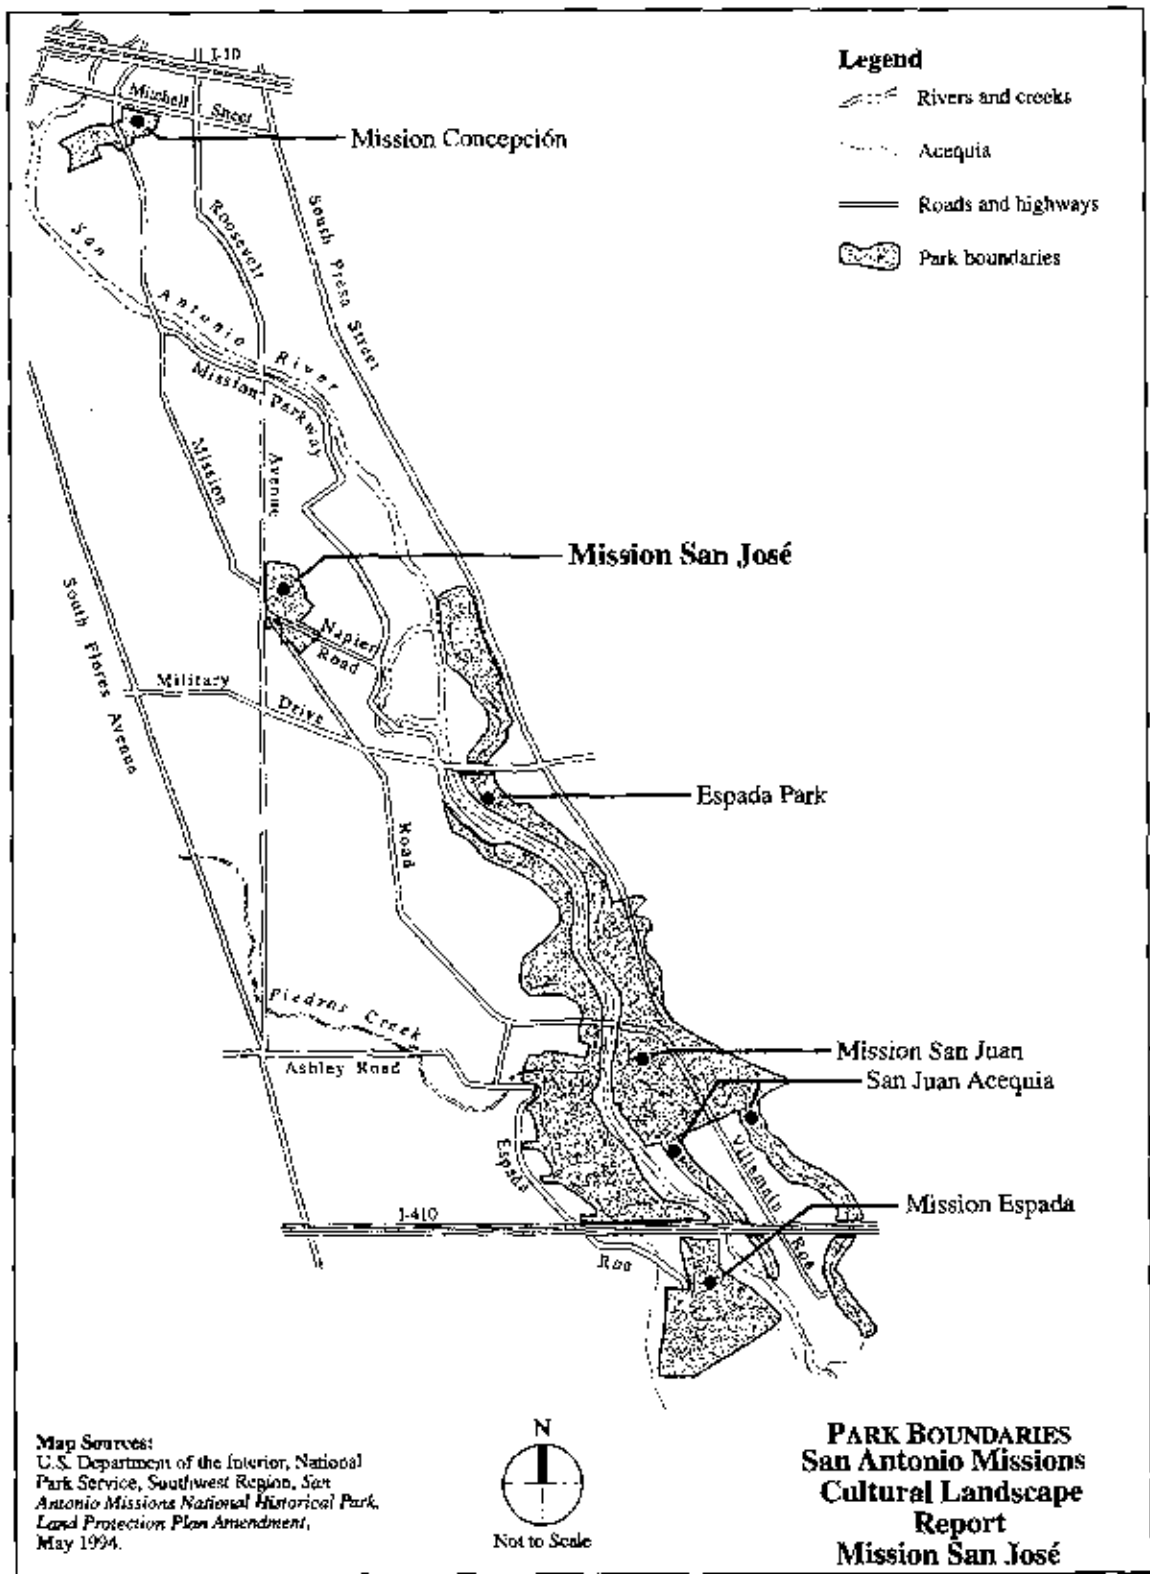 I-10
Mitchell Street
Mission Concepción
Legend
Rivers and creeks
Acequia
Roads and highways
Park boundaries
San Antonio River
Roosevelt
South Presa Street
Mission Parkway
Mission
Avenue
Mission San José
South Flores Avenue
Napier
Road
Military
Drive
Espada Park
Road
Piedras Creek
Ashley Road
Mission San Juan
San Juan Acequia
Espada
Villamain
Mission Espada
I-410
Roa
Roa
Map Sources:
U.S. Department of the Interior, National
Park Service, Southwest Region, San
Antonio Missions National Historical Park,
Land Protection Plan Amendment,
May 1994.
N
Not to Scale
PARK BOUNDARIES
San Antonio Missions
Cultural Landscape
Report
Mission San José